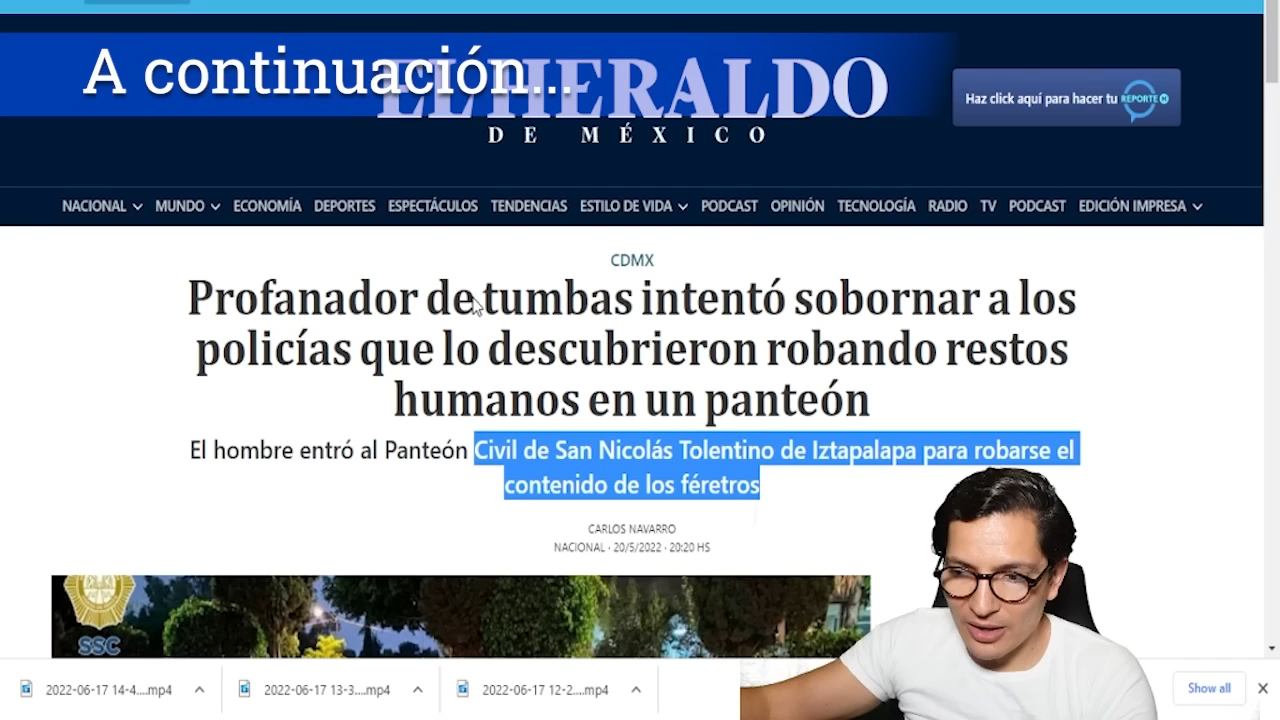 A continuación...
EL HERALDO
DE MÉXICO
Haz click aquí para hacer tu REPORTE H
NACIONAL MUNDO ECONOMÍA DEPORTES ESPECTÁCULOS TENDENCIAS ESTILO DE VIDA PODCAST OPINIÓN TECNOLOGÍA RADIO TV PODCAST EDICIÓN IMPRESA
CDMX
Profanador de tumbas intentó sobornar a los
policías que lo descubrieron robando restos
humanos en un panteón
El hombre entró al Panteón Civil de San Nicolás Tolentino de Iztapalapa para robarse el
contenido de los féretros
CARLOS NAVARRO
NACIONAL · 20/5/2022 · 20:20 HS
SSC
2022-06-17 14-4....mp4 2022-06-17 13-3....mp4 2022-06-17 12-2....mp4 Show all